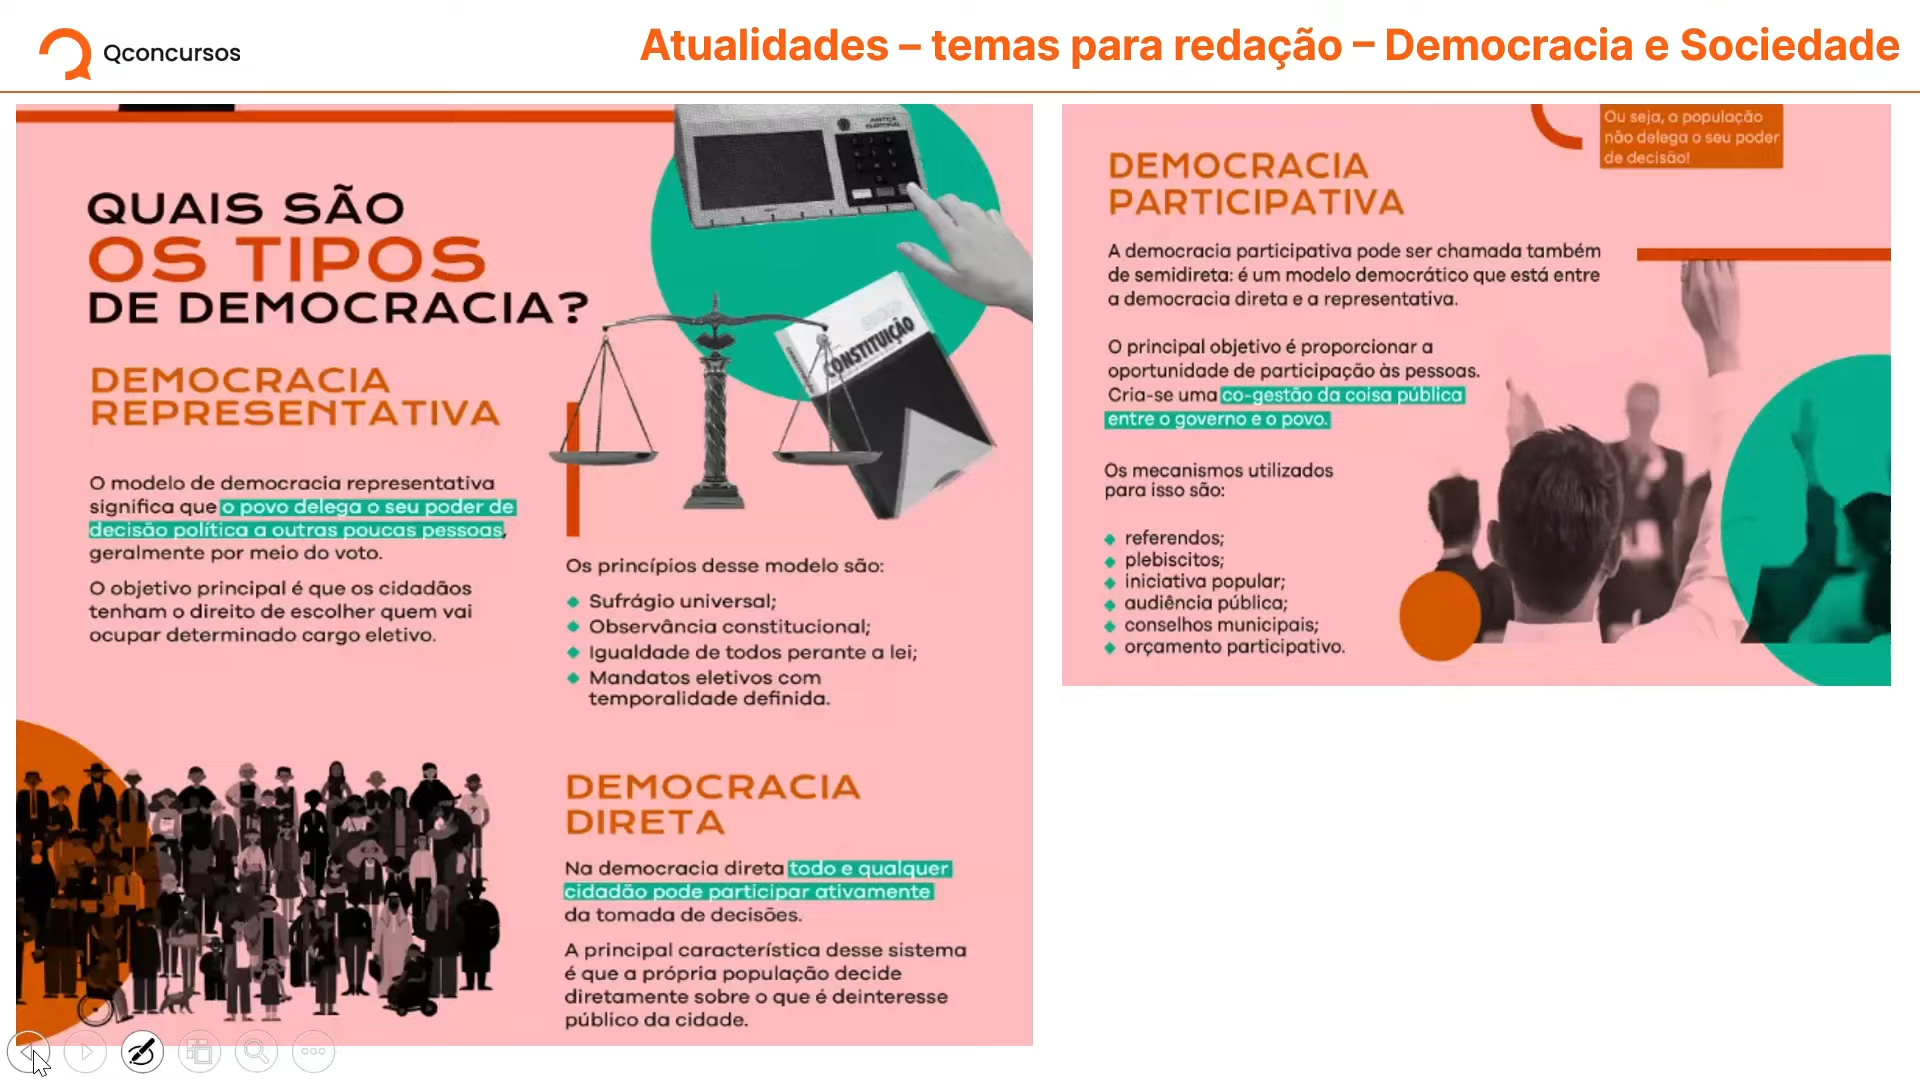 Qconcursos
Atualidades – temas para redação – Democracia e Sociedade
QUAIS SÃO
OS TIPOS
DE DEMOCRACIA?
DEMOCRACIA
REPRESENTATIVA
O modelo de democracia representativa
significa que o povo delega o seu poder de
decisão política a outras poucas pessoas,
geralmente por meio do voto.
O objetivo principal é que os cidadãos
tenham o direito de escolher quem vai
ocupar determinado cargo eletivo.
CONSTITUIÇÃO
Os princípios desse modelo são:
Sufrágio universal;
Observância constitucional;
Igualdade de todos perante a lei;
Mandatos eletivos com
temporalidade definida.
DEMOCRACIA
DIRETA
Na democracia direta todo e qualquer
cidadão pode participar ativamente
da tomada de decisões.
A principal característica desse sistema
é que a própria população decide
diretamente sobre o que é deinteresse
público da cidade.
Ou seja, a população
não delega o seu poder
de decisão!
DEMOCRACIA
PARTICIPATIVA
A democracia participativa pode ser chamada também
de semidireta: é um modelo democrático que está entre
a democracia direta e a representativa.
O principal objetivo é proporcionar a
oportunidade de participação às pessoas.
Cria-se uma co-gestão da coisa pública
entre o governo e o povo.
Os mecanismos utilizados
para isso são:
referendos;
plebiscitos;
iniciativa popular;
audiência pública;
conselhos municipais;
orçamento participativo.